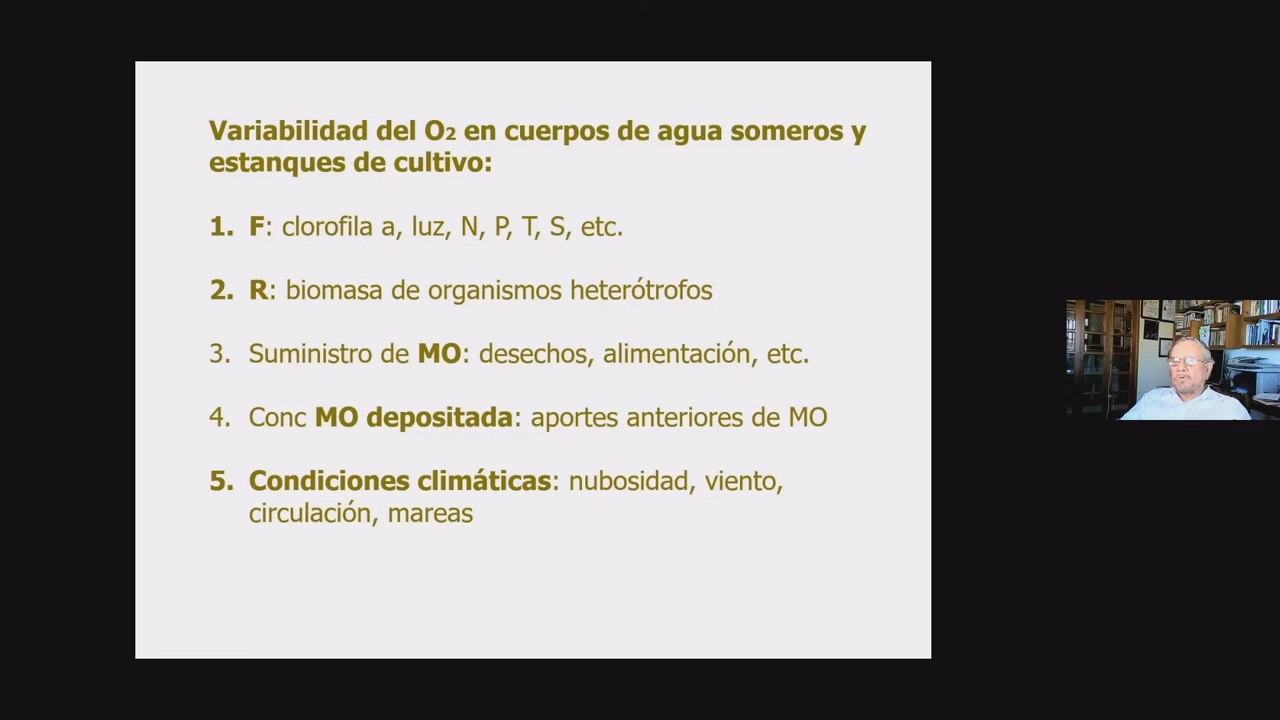 Variabilidad del O2 en cuerpos de agua someros y
estanques de cultivo:
1. F: clorofila a, luz, N, P, T, S, etc.
2. R: biomasa de organismos heterótrofos
3. Suministro de MO: desechos, alimentación, etc.
4. Conc MO depositada: aportes anteriores de MO
5. Condiciones climáticas: nubosidad, viento,
circulación, mareas